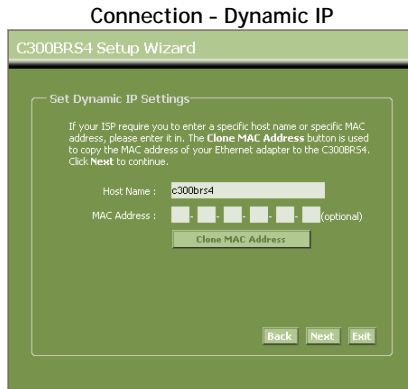 Connection - Dynamic IP
C300BRS4 Setup Wizard
Set Dynamic IP Settings
If your ISP require you to enter a specific host name or specific MAC
address, please enter it in. The Clone MAC Address button is used
to copy the MAC address of your Ethernet adapter to the C300BRS4.
Click Next to continue.
Host Name : c300brs4
MAC Address : - - - - - (optional)
Clone MAC Address
Back Next Exit